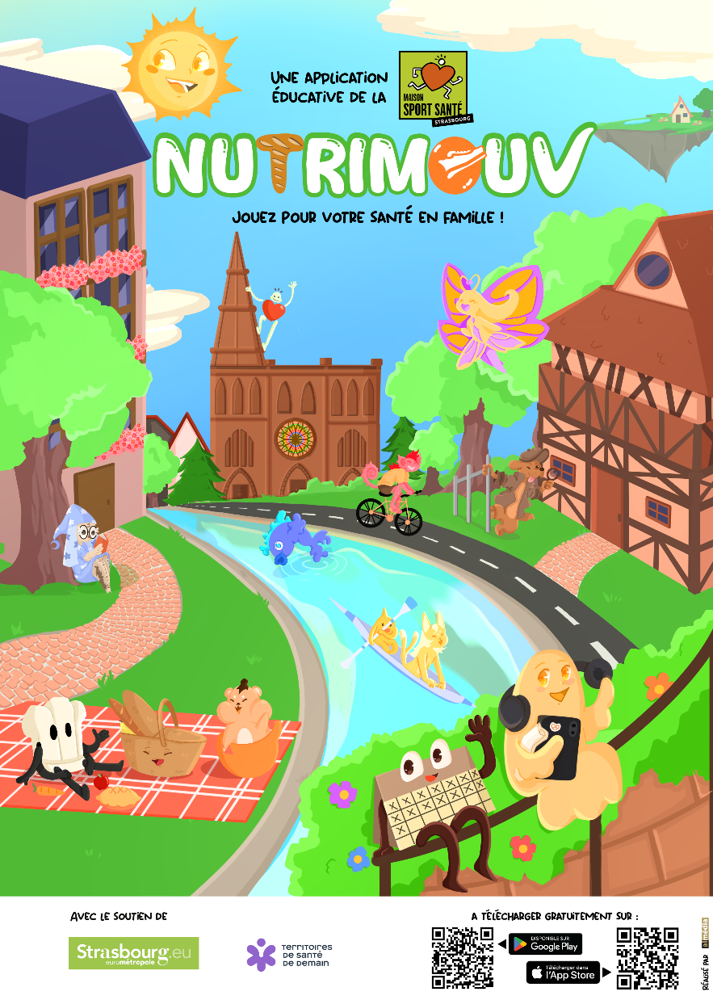 UNE APPLICATION
ÉDUCATIVE DE LA
MAISON
SPORT SANTÉ
STRASBOURG
NUTRIMOUV
JOUEZ POUR VOTRE SANTÉ EN FAMILLE !
AVEC LE SOUTIEN DE
Strasbourg.eu
eurométropole
TERRITOIRES
DE SANTÉ
DE DEMAIN
A TÉLÉCHARGER GRATUITEMENT SUR :
DISPONIBLE SUR
Google Play
Télécharger dans
l'App Store
RÉALISÉ PAR almédia